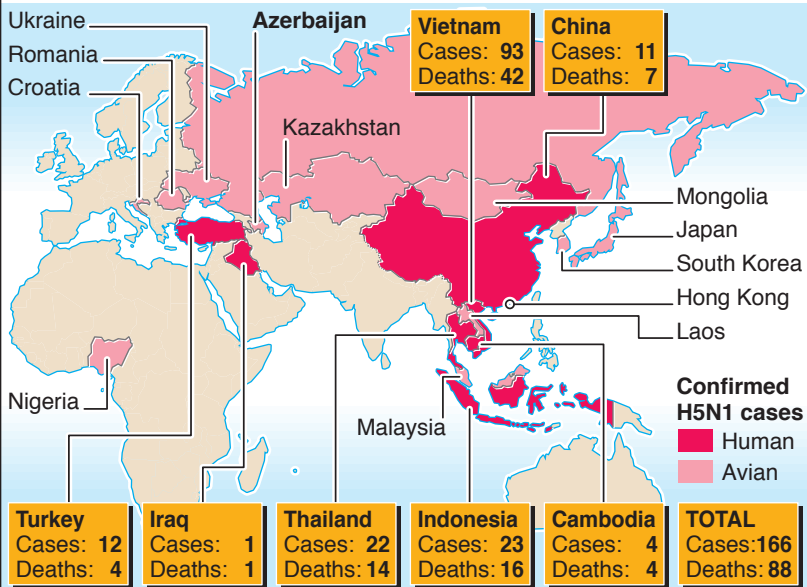 Ukraine
Romania
Croatia
Azerbaijan
Vietnam
Cases: 93
Deaths: 42
China
Cases: 11
Deaths: 7
Kazakhstan
Mongolia
Japan
South Korea
Hong Kong
Laos
Nigeria
Malaysia
Confirmed
H5N1 cases
Human
Avian
Turkey
Cases: 12
Deaths: 4
Iraq
Cases: 1
Deaths: 1
Thailand
Cases: 22
Deaths: 14
Indonesia
Cases: 23
Deaths: 16
Cambodia
Cases: 4
Deaths: 4
TOTAL
Cases:166
Deaths: 88